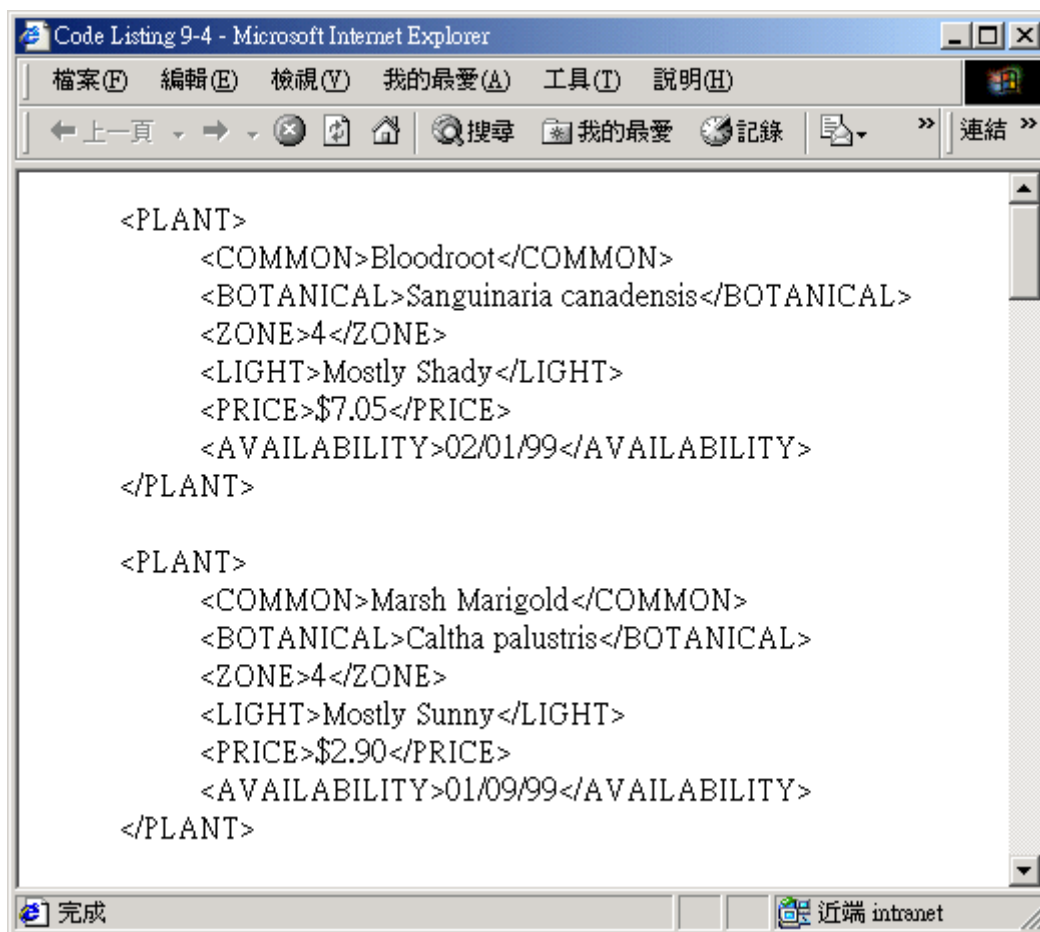 Code Listing 9-4 - Microsoft Internet Explorer
檔案(F) 編輯(E) 檢視(V) 我的最愛(A) 工具(T) 說明(H)
上一頁 搜尋 我的最愛 記錄 » 連結 »
<PLANT>
<COMMON>Bloodroot</COMMON>
<BOTANICAL>Sanguinaria canadensis</BOTANICAL>
<ZONE>4</ZONE>
<LIGHT>Mostly Shady</LIGHT>
<PRICE>$7.05</PRICE>
<AVAILABILITY>02/01/99</AVAILABILITY>
</PLANT>
<PLANT>
<COMMON>Marsh Marigold</COMMON>
<BOTANICAL>Caltha palustris</BOTANICAL>
<ZONE>4</ZONE>
<LIGHT>Mostly Sunny</LIGHT>
<PRICE>$2.90</PRICE>
<AVAILABILITY>01/09/99</AVAILABILITY>
</PLANT>
完成 近端 intranet